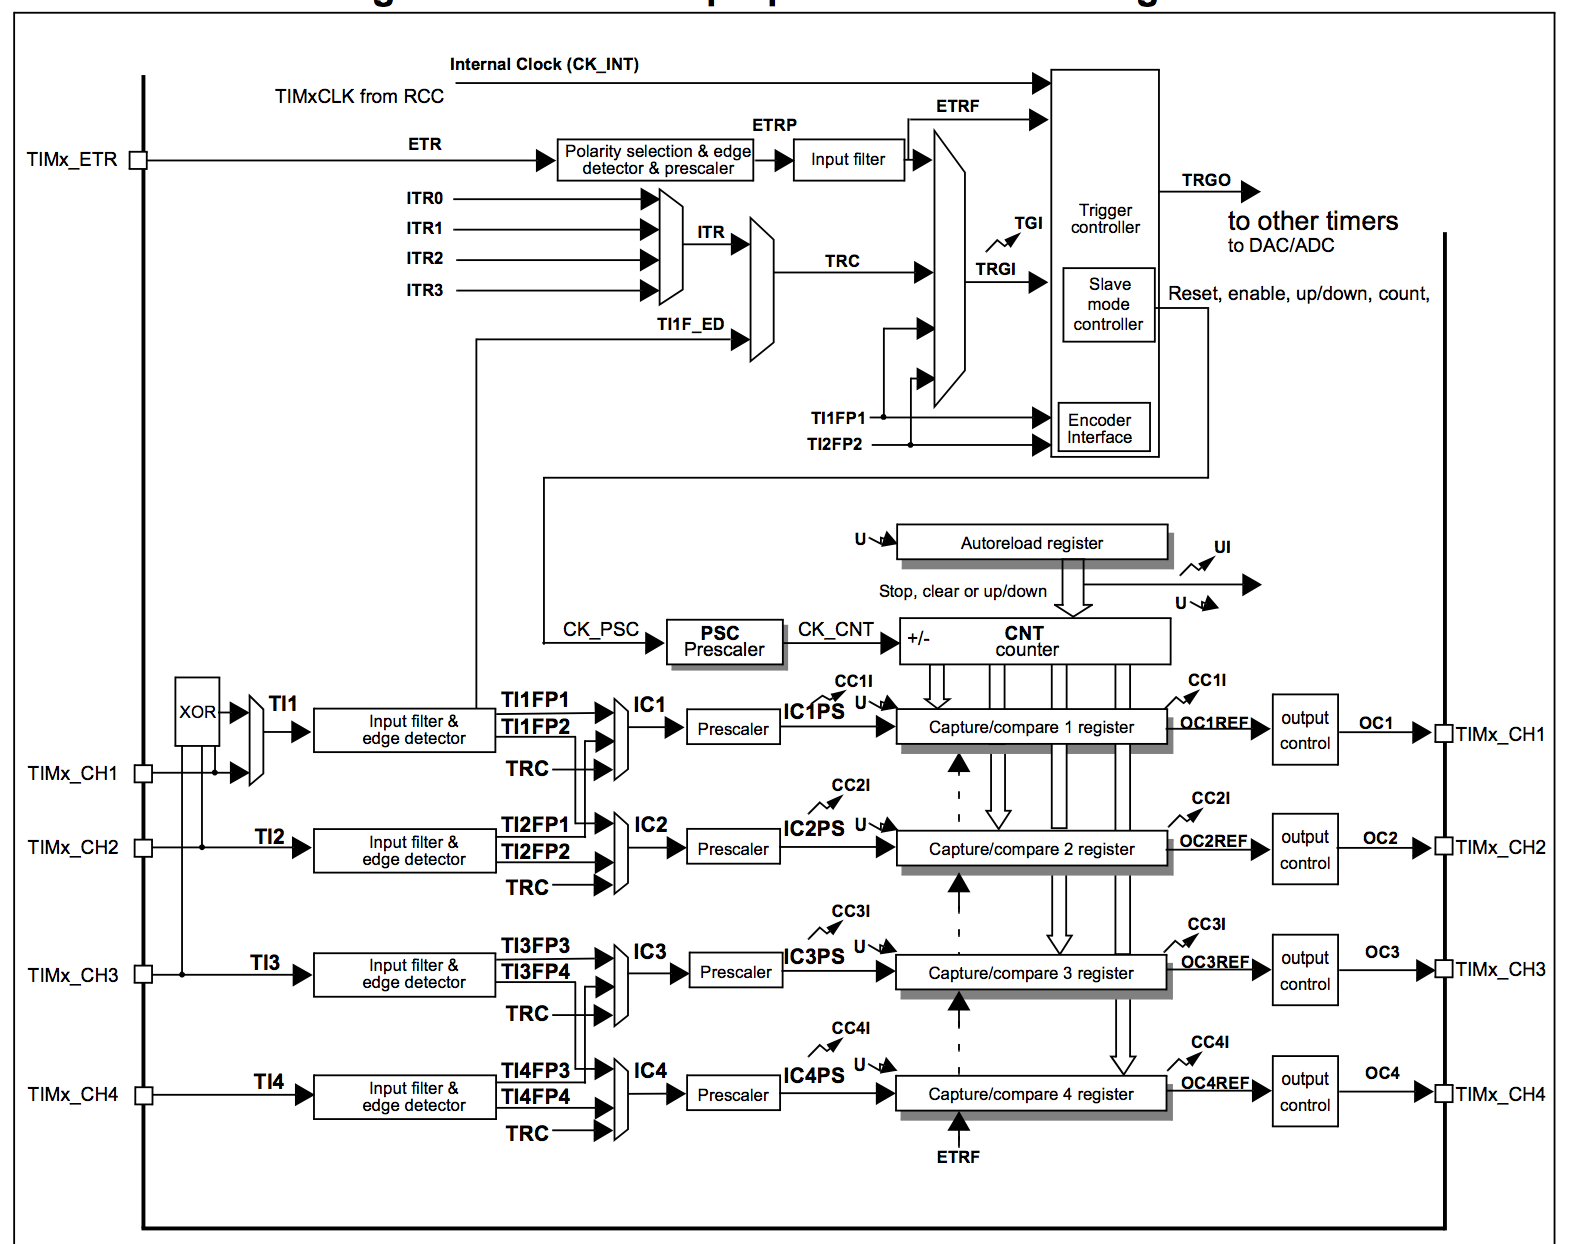 Internal Clock (CK_INT)
TIMxCLK from RCC
ETRF
ETRP
ETR
TIMx_ETR
Polarity selection & edge
detector & prescaler
Input filter
TRGO
ITR0
to other timers
to DAC/ADC
ITR1
ITR
Trigger
controller
TGI
ITR2
TRC
TRGI
ITR3
Slave
mode
controller
Reset, enable, up/down, count,
TI1F_ED
TI1FP1
TI2FP2
Encoder
Interface
U
Autoreload register
UI
Stop, clear or up/down
U
CK_PSC
PSC
Prescaler
CK_CNT
+/-
CNT
counter
XOR
TI1
Input filter &
edge detector
TI1FP1
TI1FP2
TRC
IC1
Prescaler
CC1I
IC1PS
U
Capture/compare 1 register
CC1I
OC1REF
output
control
OC1
TIMx_CH1
TIMx_CH1
TIMx_CH2
TI2
Input filter &
edge detector
TI2FP1
TI2FP2
TRC
IC2
Prescaler
CC2I
IC2PS
U
Capture/compare 2 register
CC2I
OC2REF
output
control
OC2
TIMx_CH2
TIMx_CH3
TI3
Input filter &
edge detector
TI3FP3
TI3FP4
TRC
IC3
Prescaler
CC3I
IC3PS
U
Capture/compare 3 register
CC3I
OC3REF
output
control
OC3
TIMx_CH3
TIMx_CH4
TI4
Input filter &
edge detector
TI4FP3
TI4FP4
TRC
IC4
Prescaler
CC4I
IC4PS
U
Capture/compare 4 register
CC4I
OC4REF
output
control
OC4
TIMx_CH4
ETRF